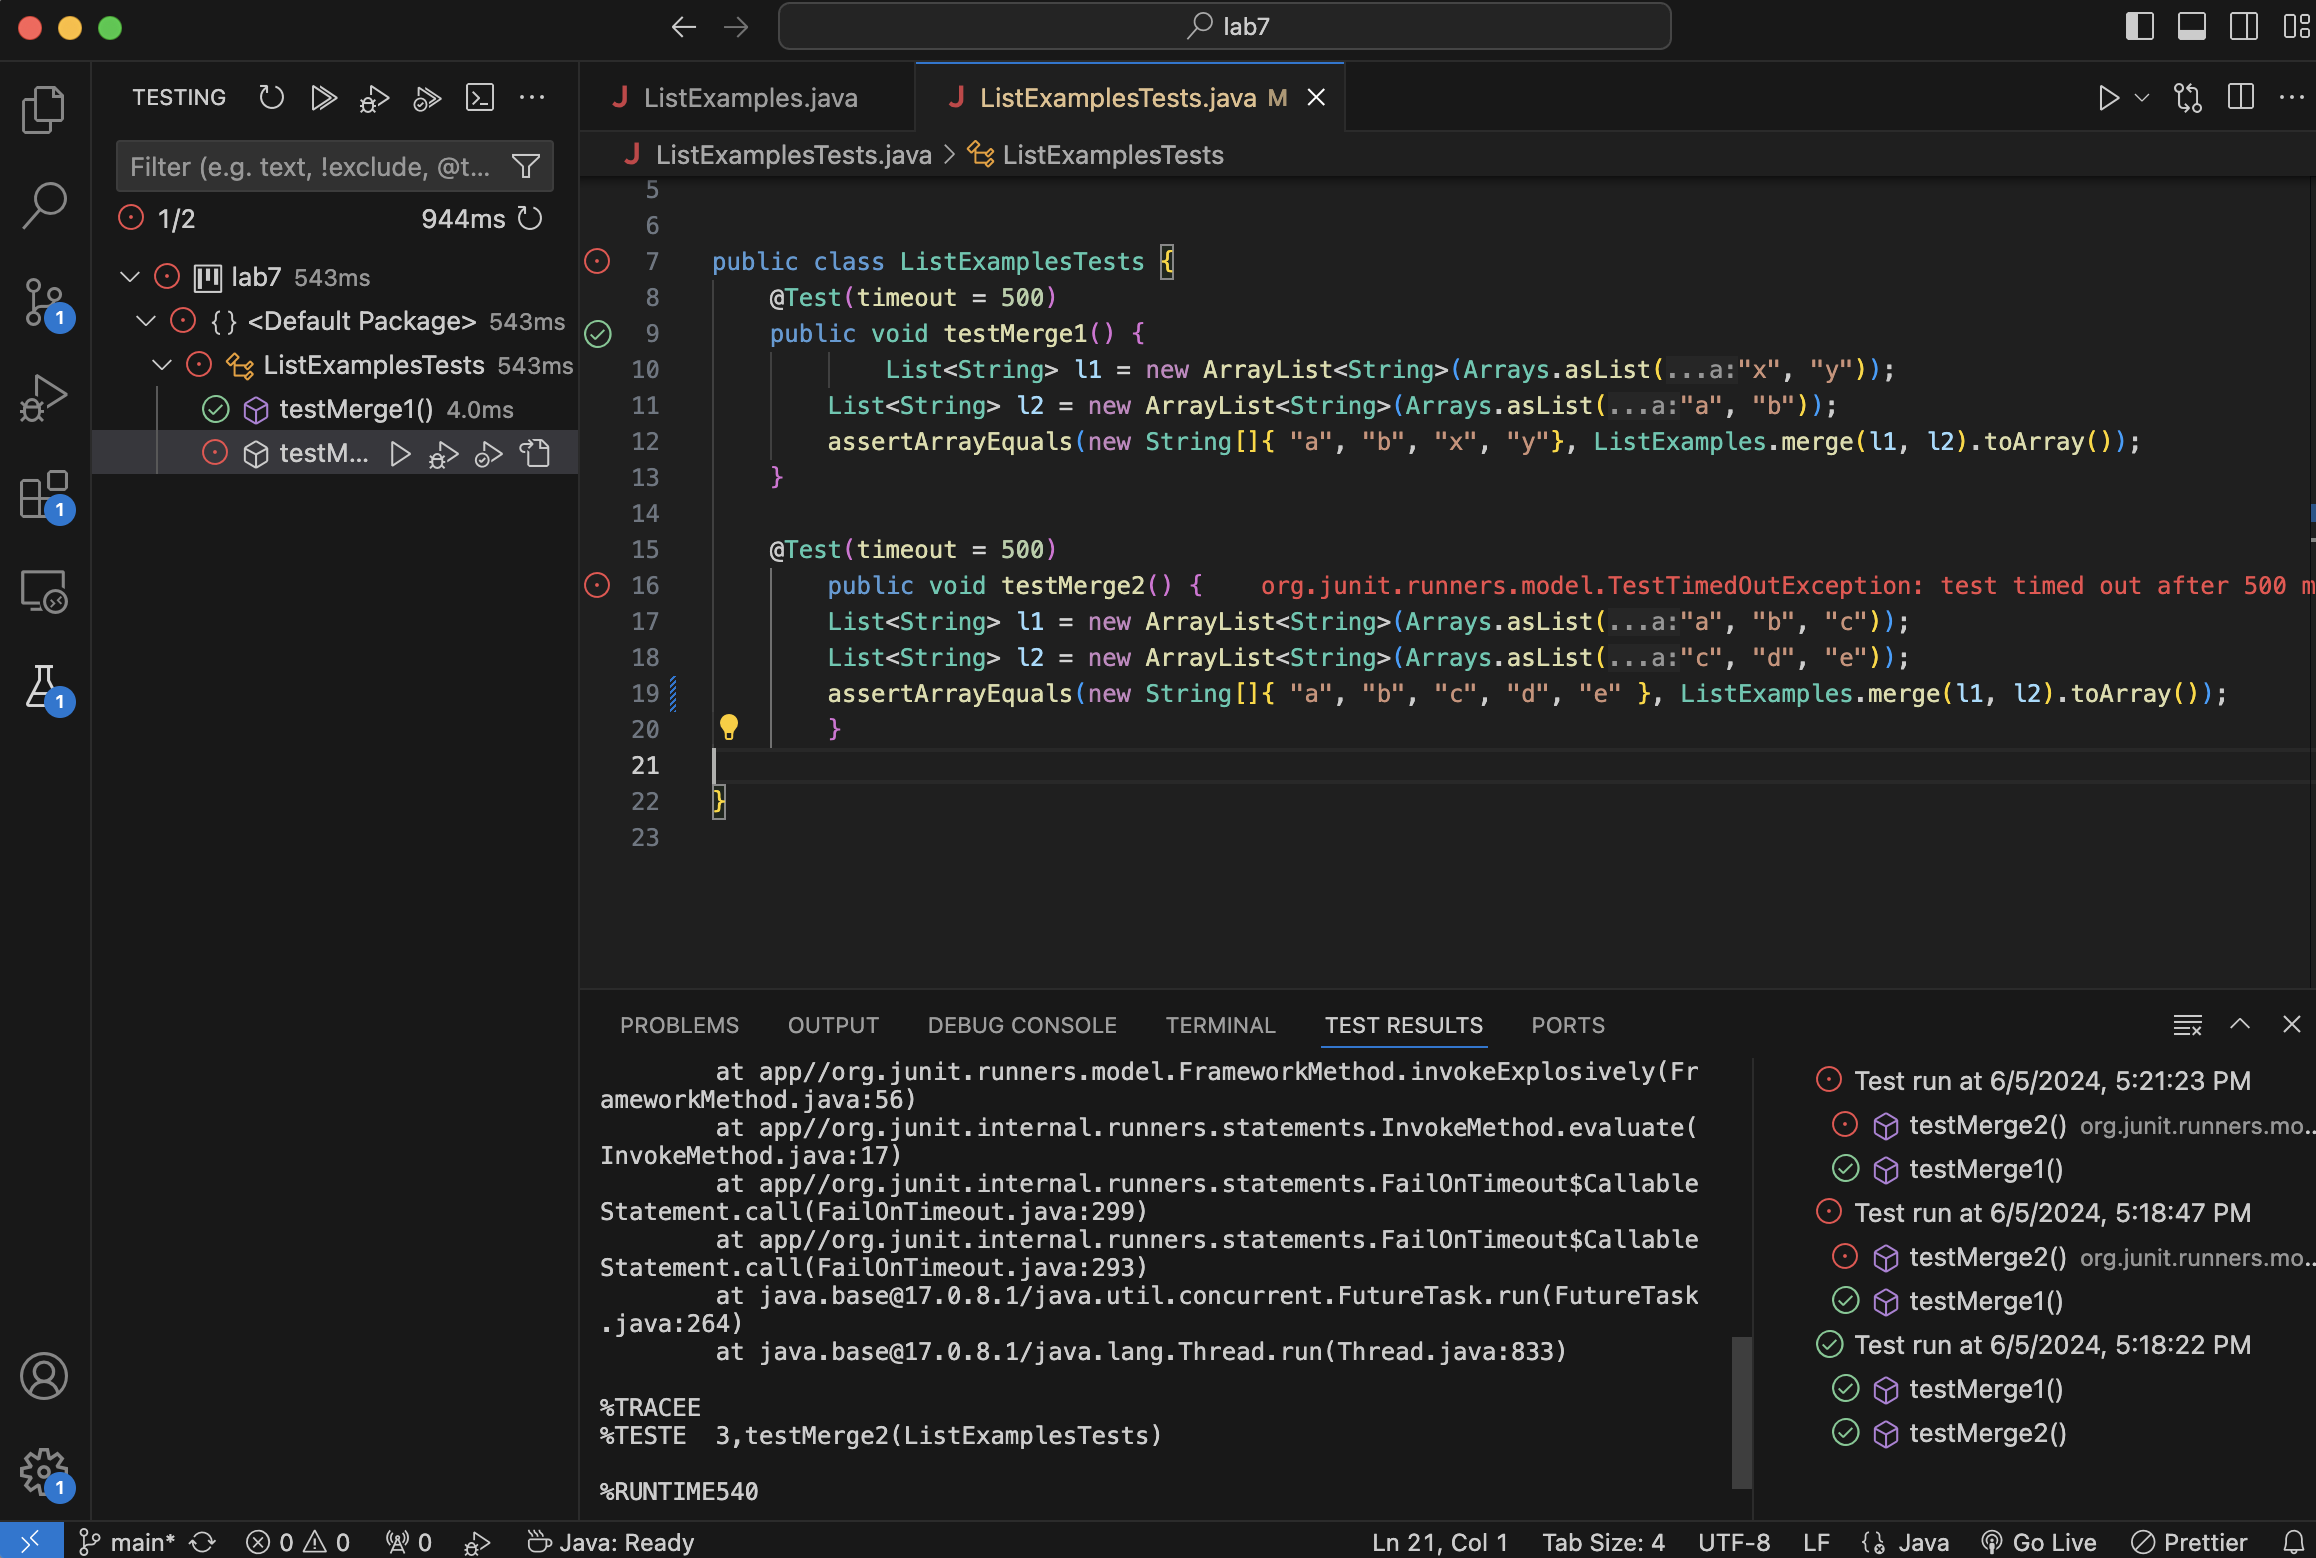 lab7
TESTING
Filter (e.g. text, !exclude, @t...
1/2 944ms
lab7 543ms
{} <Default Package> 543ms
ListExamplesTests 543ms
testMerge1() 4.0ms
testM...
1
1
1
1
ListExamples.java
ListExamplesTests.java M
ListExamplesTests.java > ListExamplesTests
5
6
7 public class ListExamplesTests {
8 @Test(timeout = 500)
9 public void testMerge1() {
10 List<String> l1 = new ArrayList<String>(Arrays.asList(...a:"x", "y"));
11 List<String> l2 = new ArrayList<String>(Arrays.asList(...a:"a", "b"));
12 assertArrayEquals(new String[]{ "a", "b", "x", "y"}, ListExamples.merge(l1, l2).toArray());
13 }
14
15 @Test(timeout = 500)
16 public void testMerge2() { org.junit.runners.model.TestTimedOutException: test timed out after 500 m
17 List<String> l1 = new ArrayList<String>(Arrays.asList(...a:"a", "b", "c"));
18 List<String> l2 = new ArrayList<String>(Arrays.asList(...a:"c", "d", "e"));
19 assertArrayEquals(new String[]{ "a", "b", "c", "d", "e" }, ListExamples.merge(l1, l2).toArray());
20 }
21
22 }
23
PROBLEMS OUTPUT DEBUG CONSOLE TERMINAL TEST RESULTS PORTS
at app//org.junit.runners.model.FrameworkMethod.invokeExplosively(Fr
ameworkMethod.java:56)
at app//org.junit.internal.runners.statements.InvokeMethod.evaluate(
InvokeMethod.java:17)
at app//org.junit.internal.runners.statements.FailOnTimeout$Callable
Statement.call(FailOnTimeout.java:299)
at app//org.junit.internal.runners.statements.FailOnTimeout$Callable
Statement.call(FailOnTimeout.java:293)
at java.base@17.0.8.1/java.util.concurrent.FutureTask.run(FutureTask
.java:264)
at java.base@17.0.8.1/java.lang.Thread.run(Thread.java:833)
%TRACEE
%TESTE 3,testMerge2(ListExamplesTests)
%RUNTIME540
Test run at 6/5/2024, 5:21:23 PM
testMerge2() org.junit.runners.mo...
testMerge1()
Test run at 6/5/2024, 5:18:47 PM
testMerge2() org.junit.runners.mo...
testMerge1()
Test run at 6/5/2024, 5:18:22 PM
testMerge1()
testMerge2()
main* 0 0 0 Java: Ready Ln 21, Col 1 Tab Size: 4 UTF-8 LF Java Go Live Prettier